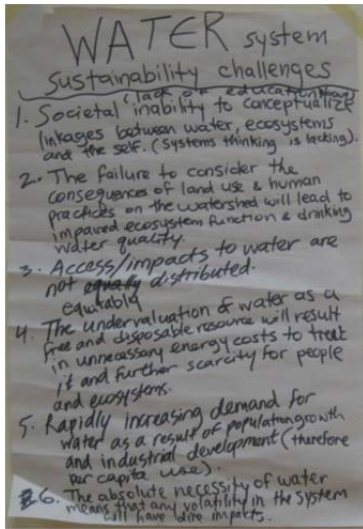 WATER system
Sustainability challenges
(lack of education
1. Societal inability to conceptualize
linkages between water, ecosystems
and the self. (Systems thinking is lacking).
2. The failure to consider the
consequences of land use & human
practices on the watershed will lead to
impaired ecosystem function & drinking
water quality.
3. Access/impacts to water are
not equally distributed.
equitably
4. The undervaluation of water as a
free and disposable resource will result
in unnecessary energy costs to treat
it and further scarcity for people
and ecosystems.
5. Rapidly increasing demand for
water as a result of population growth
and industrial development (therefore
per capita use).
6. The absolute necessity of water
means that any volatility in the system
will have dire impacts.